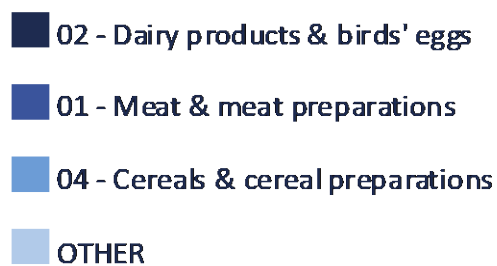 02 - Dairy products & birds' eggs
01 - Meat & meat preparations
04 - Cereals & cereal preparations
OTHER